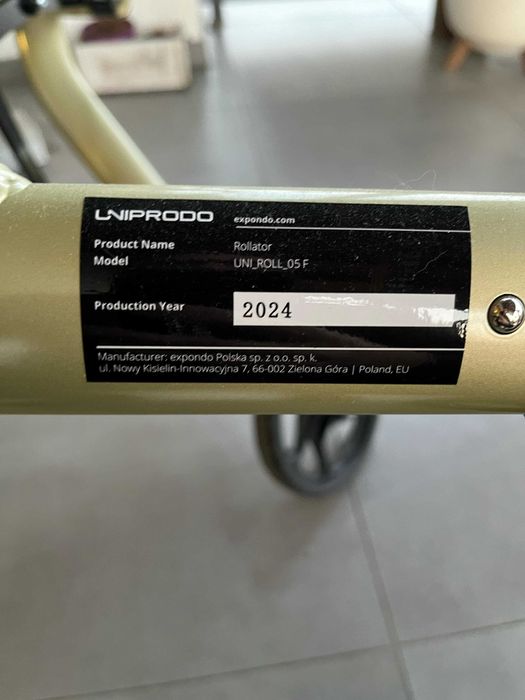 UNIPRODO expondo.com
Product Name Rollator
Model UNI_ROLL_05 F
Production Year 2024
Manufacturer: expondo Polska sp. z o.o. sp. k.
ul. Nowy Kisielin-Innowacyjna 7, 66-002 Zielona Góra | Poland, EU